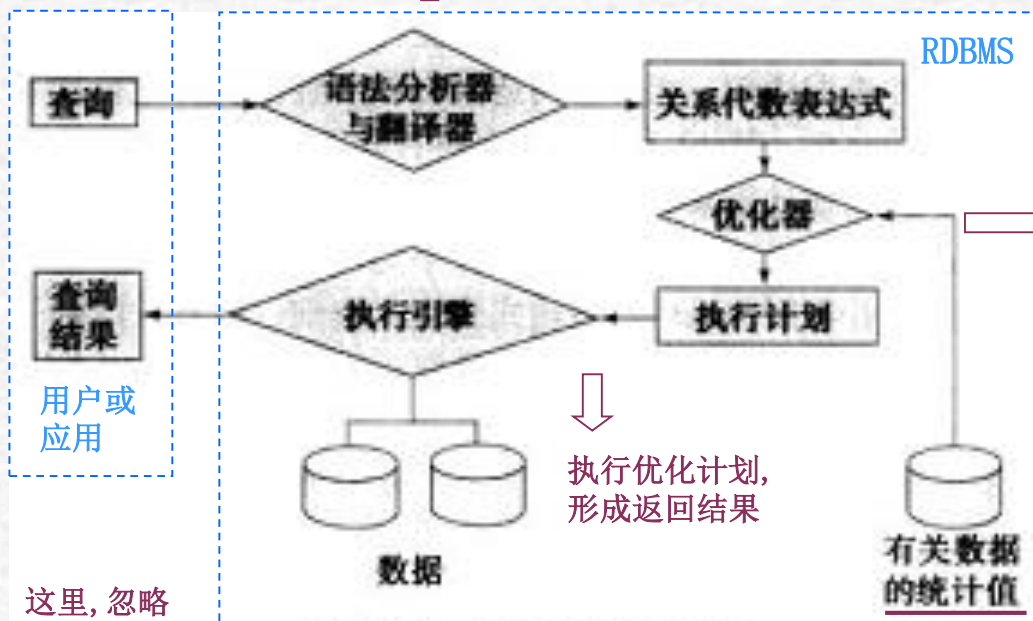 RDBMS
查询
语法分析器
与翻译器
关系代数表达式
优化器
查询
结果
执行引擎
执行计划
用户或
应用
执行优化计划,
形成返回结果
数据
有关数据
的统计值
这里, 忽略